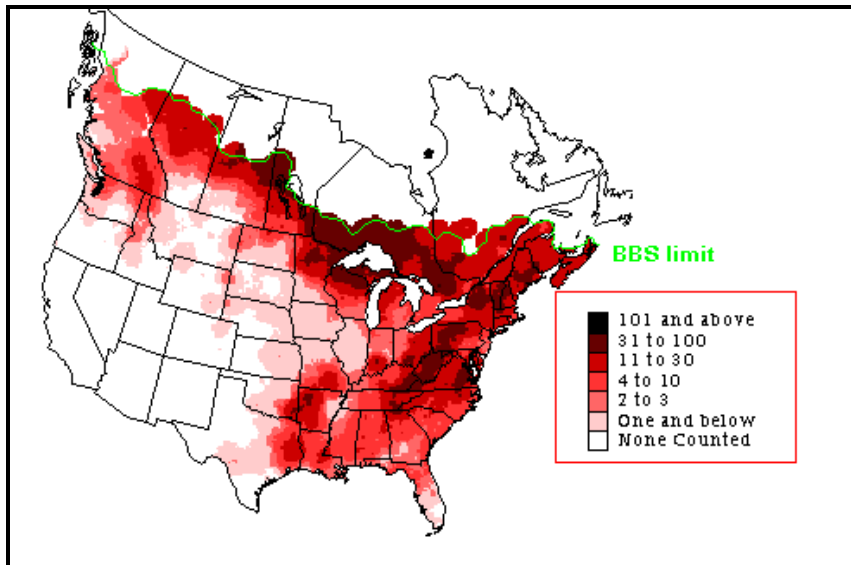 BBS limit
101 and above
31 to 100
11 to 30
4 to 10
2 to 3
One and below
None Counted